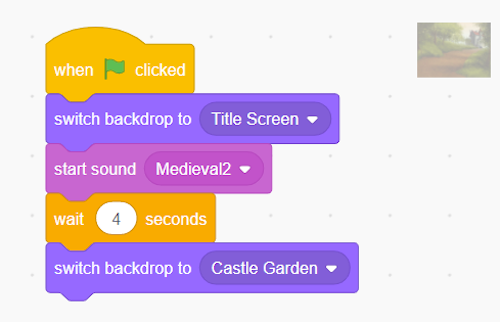 when clicked
switch backdrop to Title Screen
start sound Medieval2
wait 4 seconds
switch backdrop to Castle Garden